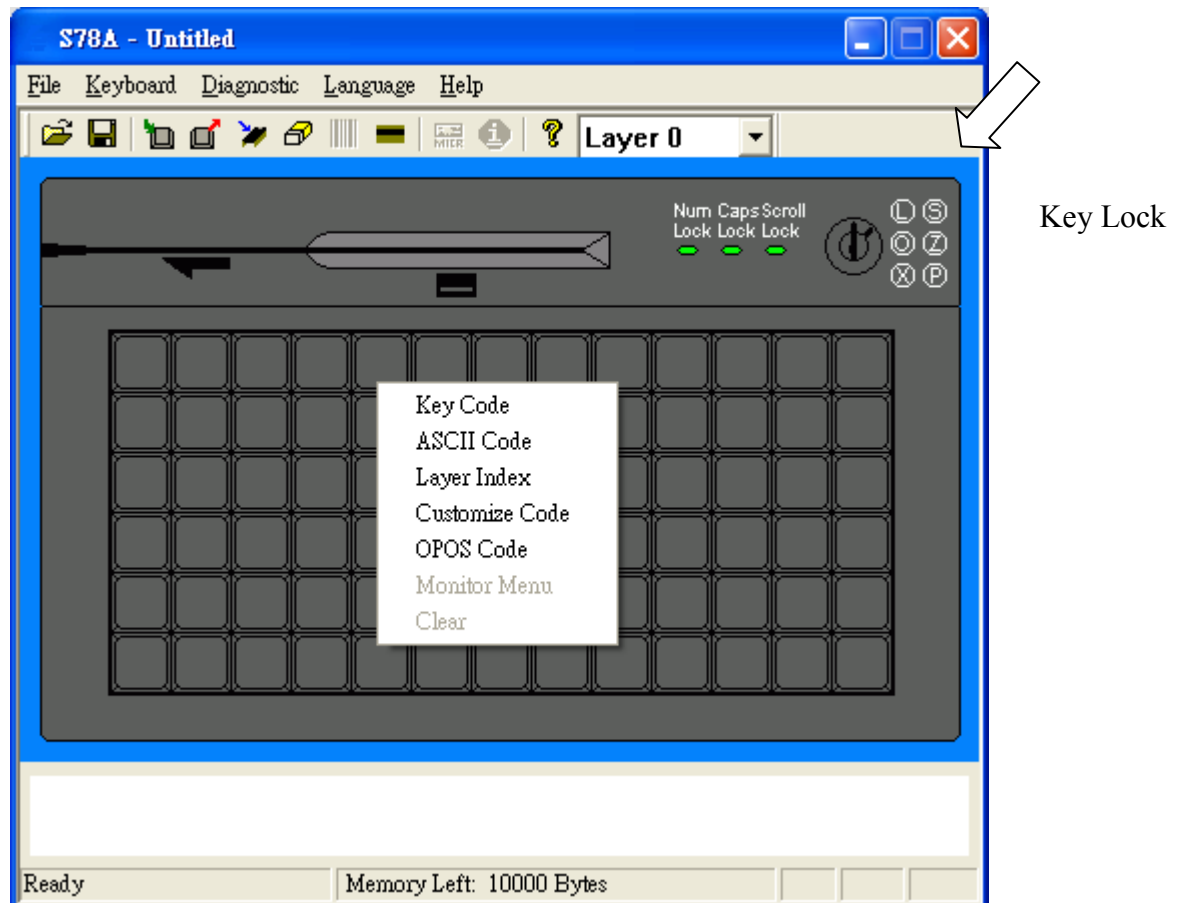 S78A - Untitled
File Keyboard Diagnostic Language Help
MICR Layer 0
Num Caps Scroll
Lock Lock Lock
L S
O Z
X P
Key Lock
Key Code
ASCII Code
Layer Index
Customize Code
OPOS Code
Monitor Menu
Clear
Ready Memory Left: 10000 Bytes